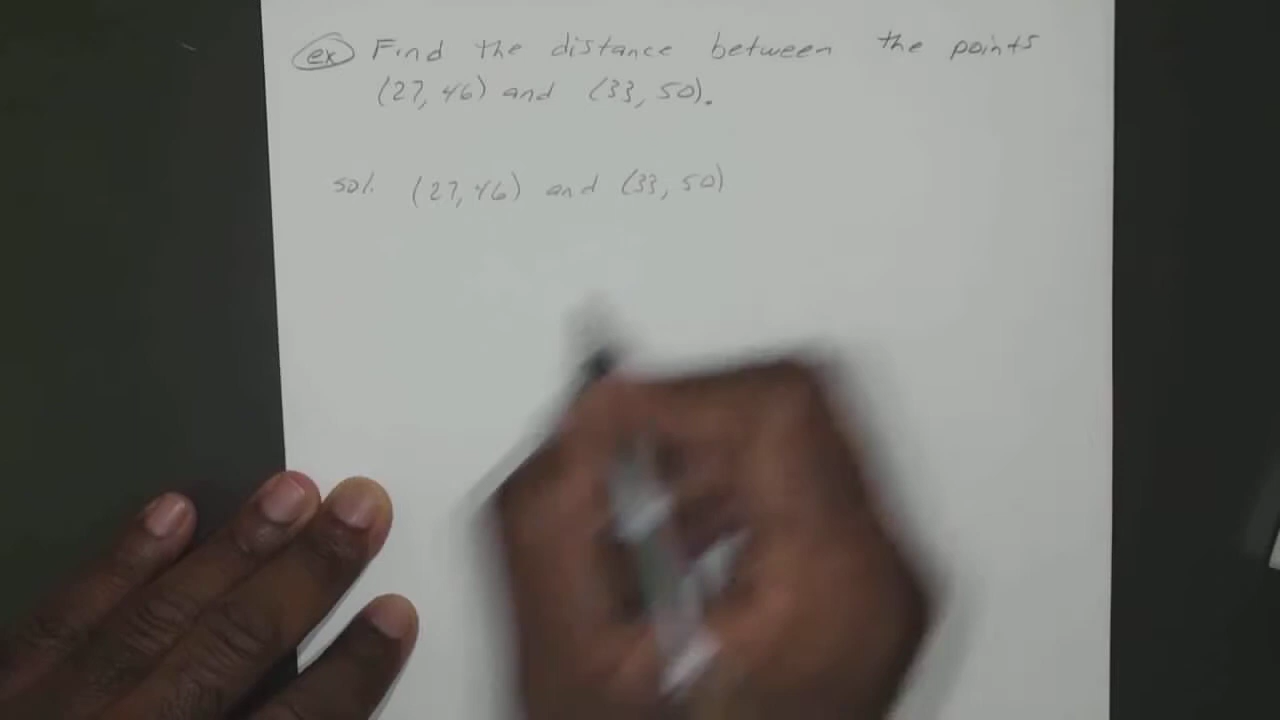 ex Find the distance between the points
(27, 46) and (33, 50).
sol. (27, 46) and (33, 50)